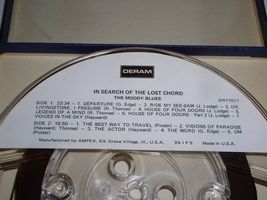 DERAM
IN SEARCH OF THE LOST CHORD
THE MOODY BLUES
SIDE 1: 23:34 – 1. DEPARTURE (G. Edge) – 2. RIDE MY SEE-SAW (J. Lodge) – 3. DR.
LIVINGSTONE, I PRESUME (R. Thomas) – 4. HOUSE OF FOUR DOORS (J. Lodge) – 5.
LEGEND OF A MIND (R. Thomas) – 6. HOUSE OF FOUR DOORS - Part 2 (J. Lodge) – 7.
VOICES IN THE SKY (Hayward)
SIDE 2: 19:50 – 1. THE BEST WAY TO TRAVEL (Pinder) – 2. VISIONS OF PARADISE
(Hayward; Thomas) – 3. THE ACTOR (Hayward) – 4. THE WORD (G. Edge) – 5. OM
(Pinder)
Manufactured by AMPEX, Elk Grove Village, Ill., U.S.A.
3¾ IPS
Made in U.S.A.